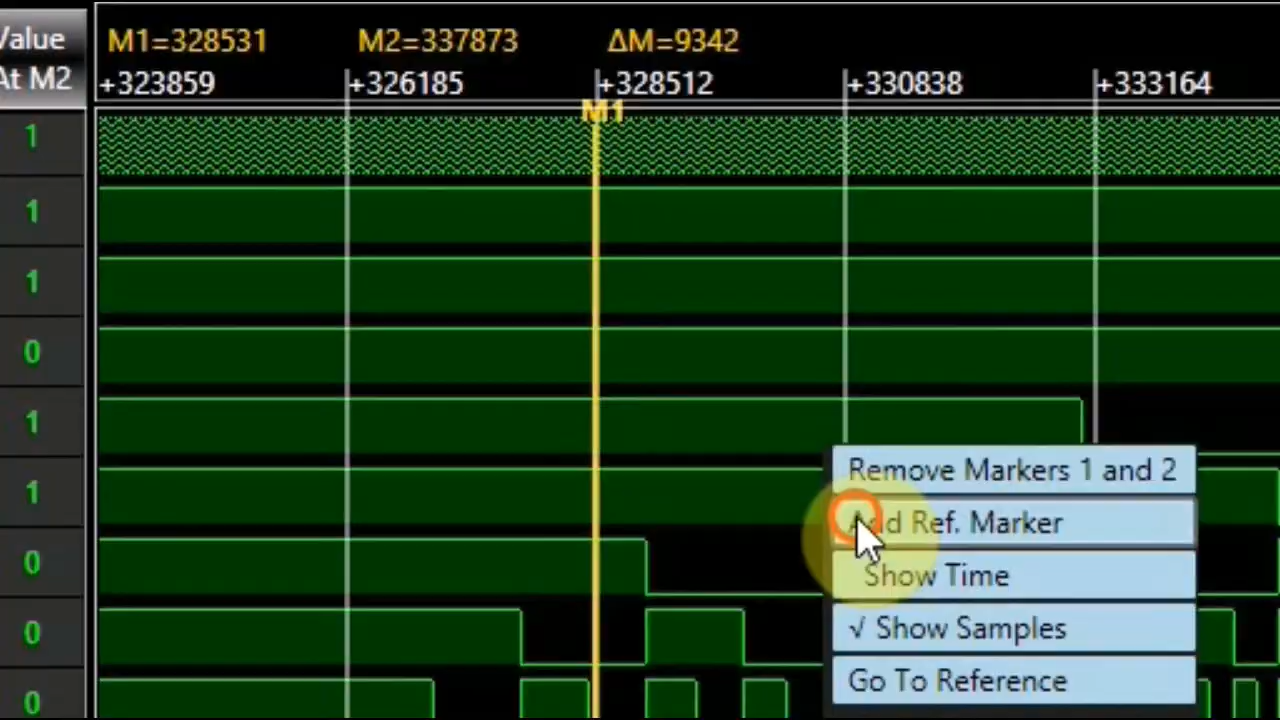 Value
At M2
M1=328531 M2=337873 ΔM=9342
+323859 +326185 +328512 +330838 +333164
M1
1
1
1
0
1
1
0
0
0
Remove Markers 1 and 2
Add Ref. Marker
Show Time
√ Show Samples
Go To Reference